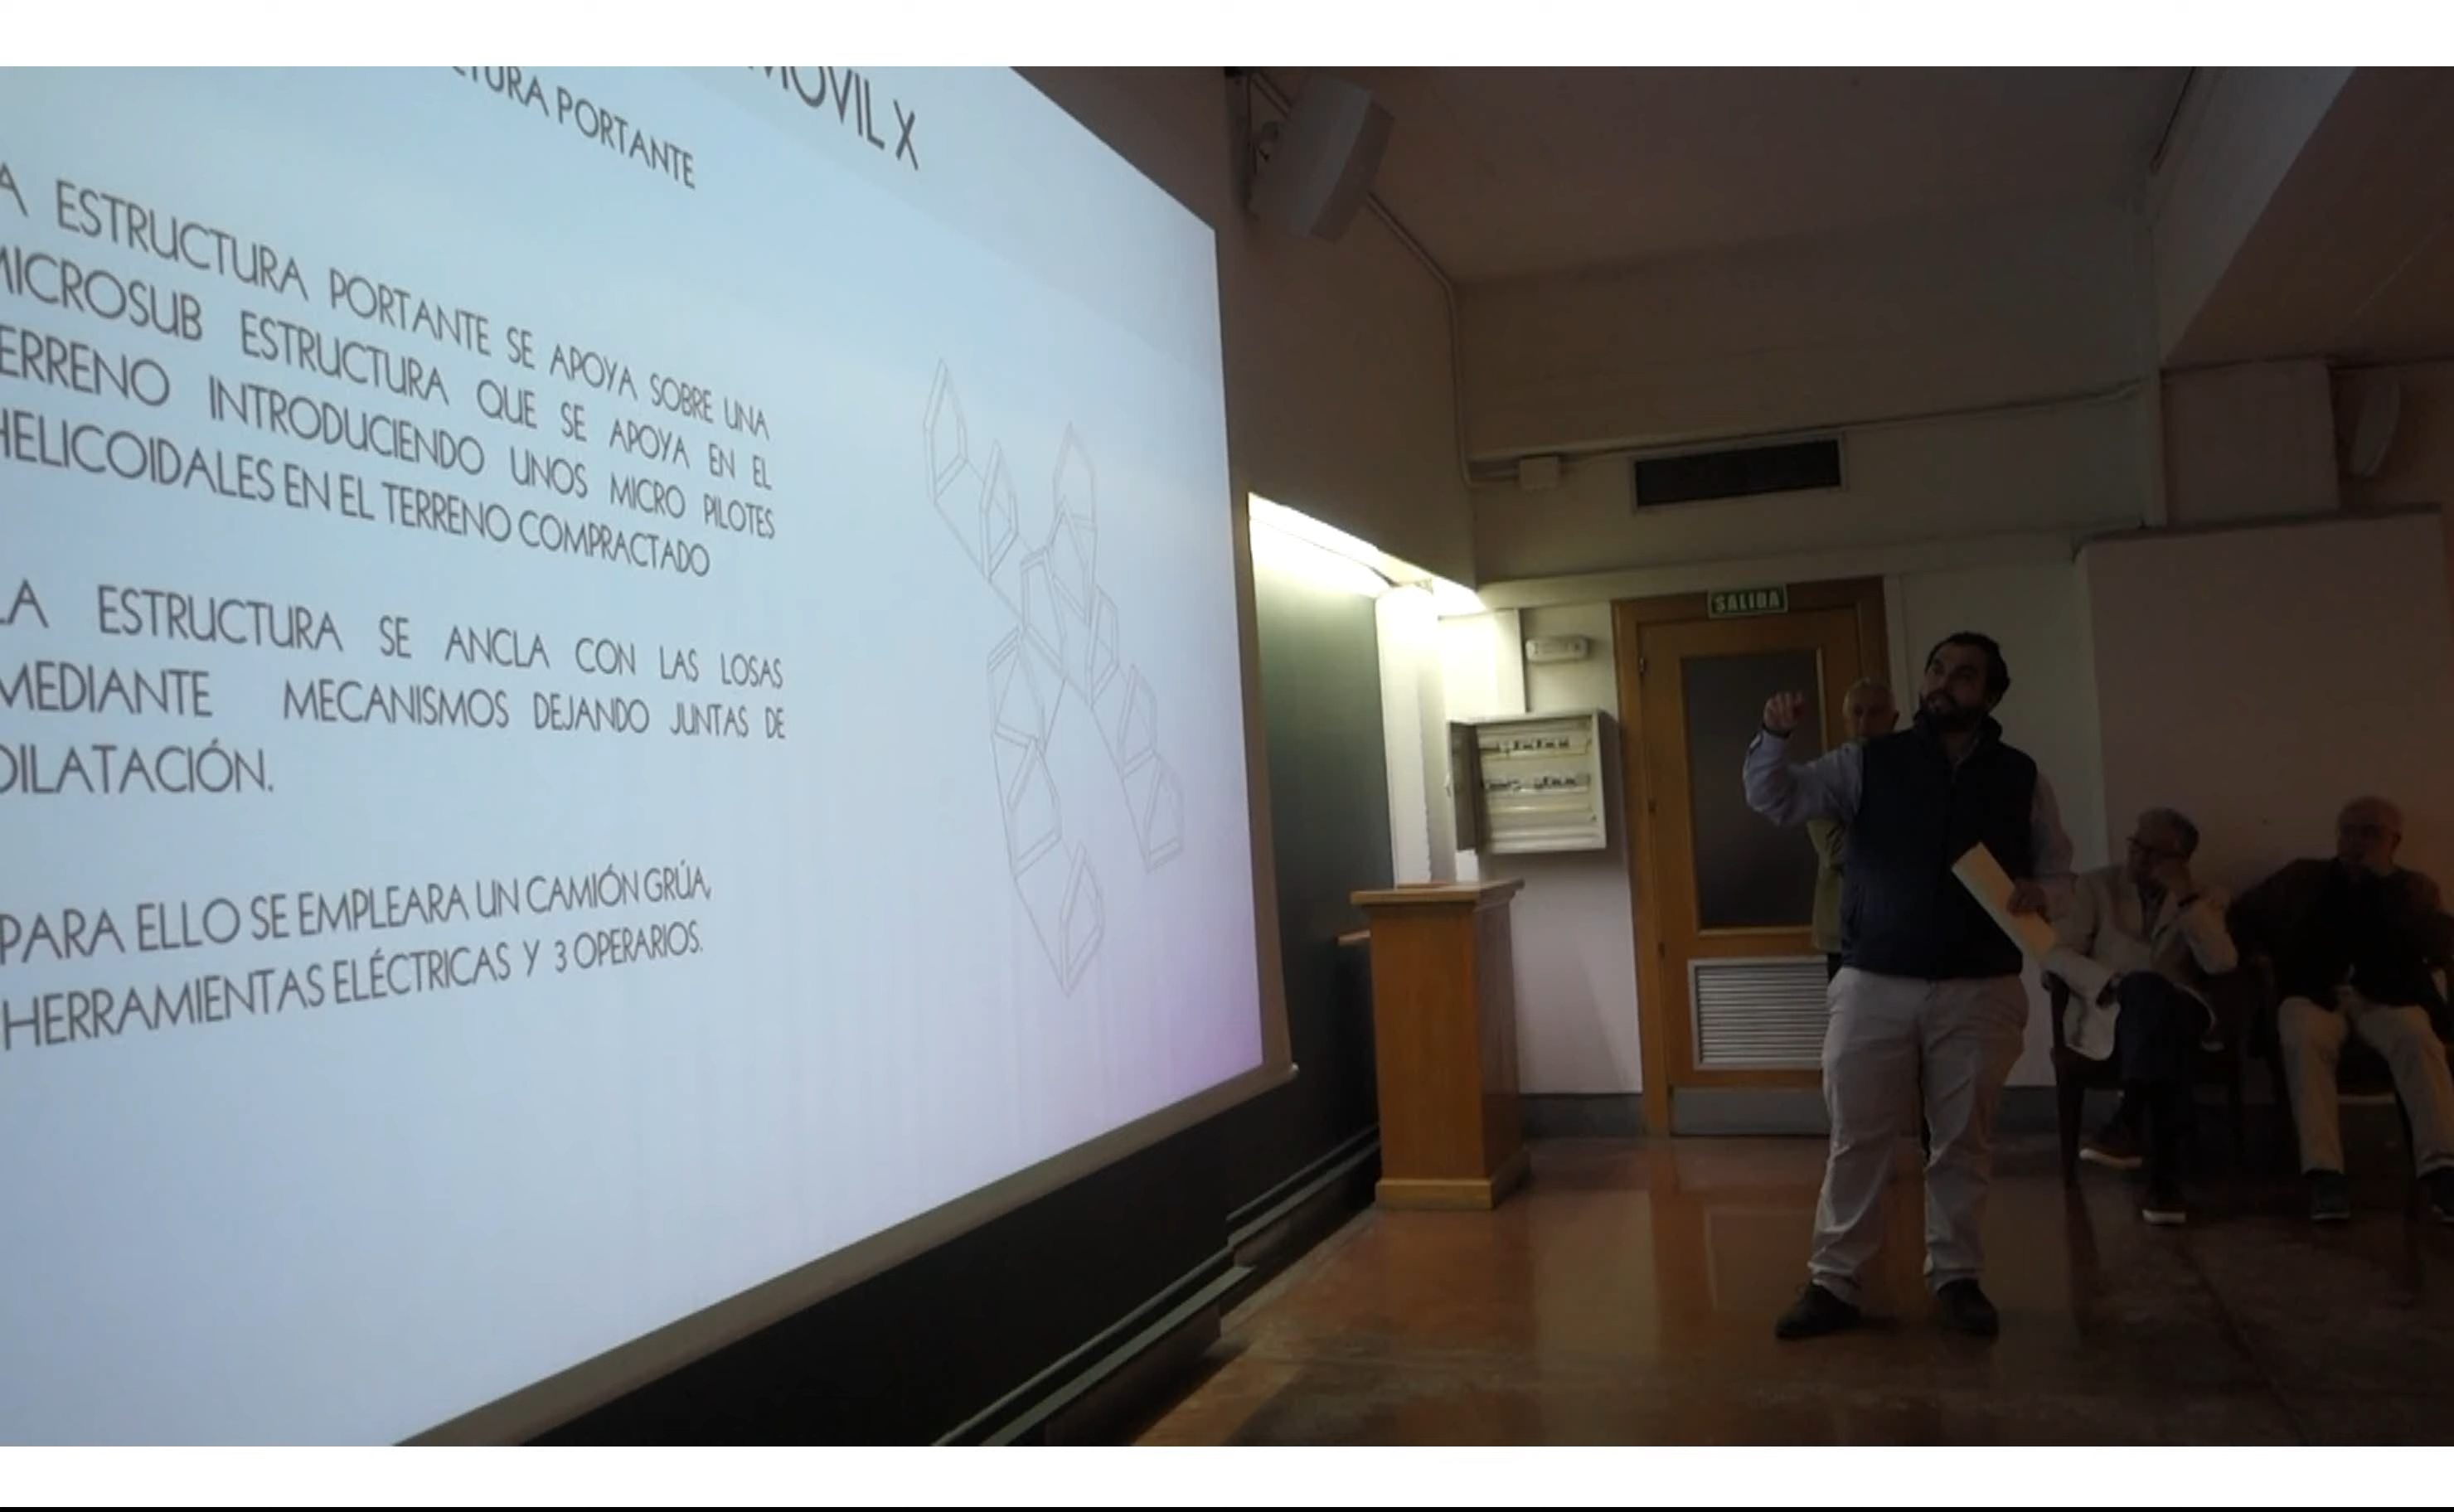 MOVIL X
TURA PORTANTE
A ESTRUCTURA PORTANTE SE APOYA SOBRE UNA
MICROSUB ESTRUCTURA QUE SE APOYA EN EL
ERRENO INTRODUCIENDO UNOS MICRO PILOTES
HELICOIDALES EN EL TERRENO COMPRACTADO
LA ESTRUCTURA SE ANCLA CON LAS LOSAS
MEDIANTE MECANISMOS DEJANDO JUNTAS DE
DILATACIÓN.
PARA ELLO SE EMPLEARA UN CAMIÓN GRÚA,
HERRAMIENTAS ELÉCTRICAS Y 3 OPERARIOS.
SALIDA